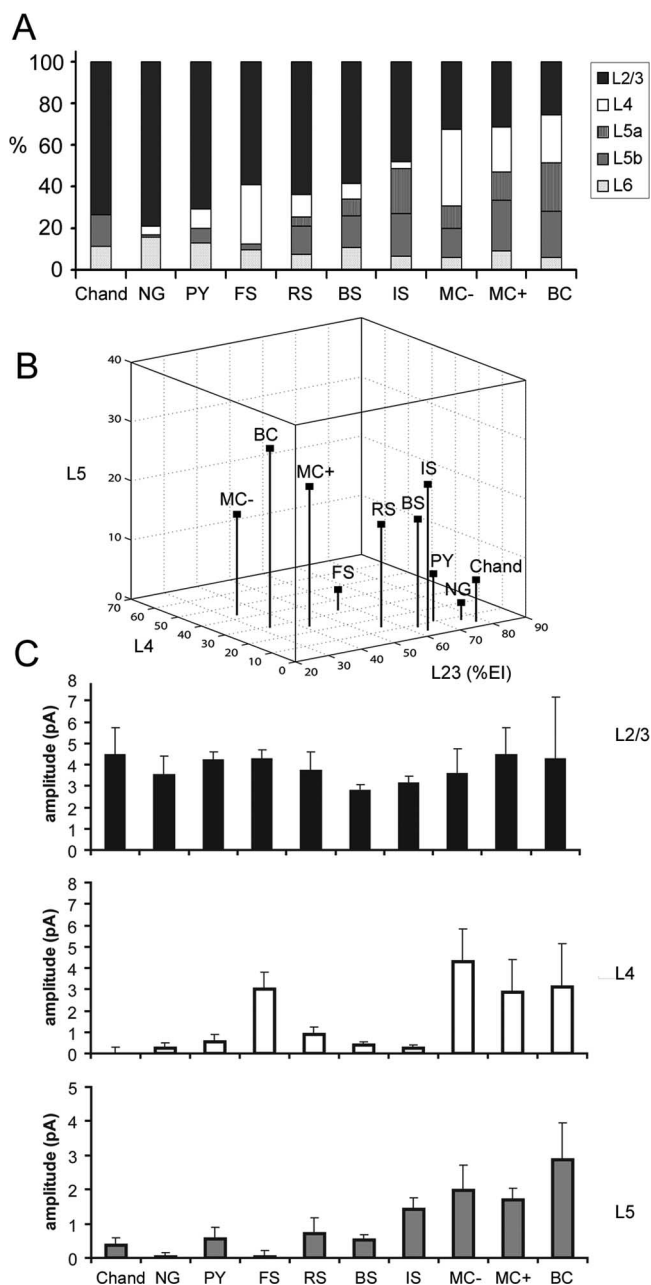 A
100
80
60
40
20
0
%
Chand NG PY FS RS BS IS MC- MC+ BC
L2/3
L4
L5a
L5b
L6
B
40
30
20
10
0
L5
BC
MC-
MC+
IS
RS
BS
FS
PY
Chand
NG
70 60 50 40 30 20 10 0
L4
20 30 40 50 60 70 80 90
L23 (%EI)
C
8
7
6
5
4
3
2
1
0
amplitude (pA)
L2/3
8
7
6
5
4
3
2
1
0
amplitude (pA)
L4
5
4
3
2
1
0
amplitude (pA)
L5
Chand NG PY FS RS BS IS MC- MC+ BC